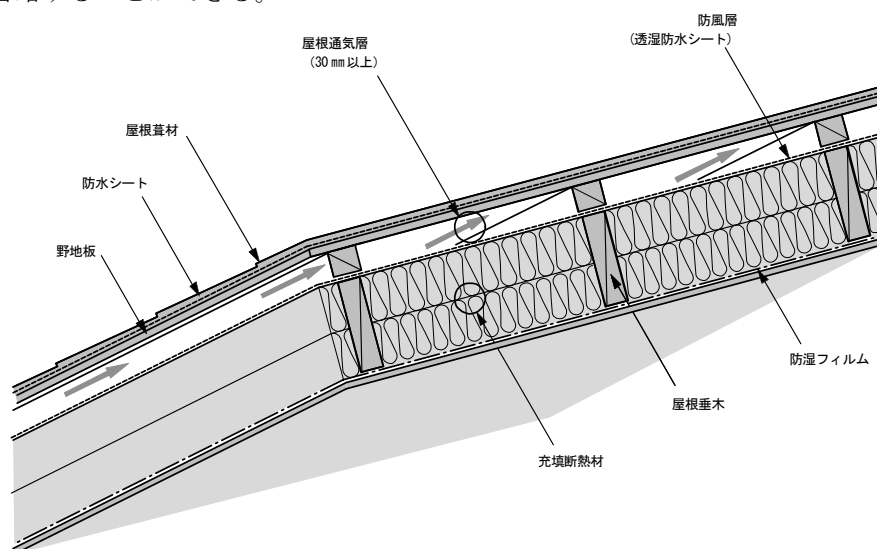 屋根通気層
（30㎜以上）
防風層
（透湿防水シート）
屋根葺材
防水シート
野地板
防湿フィルム
屋根垂木
充填断熱材